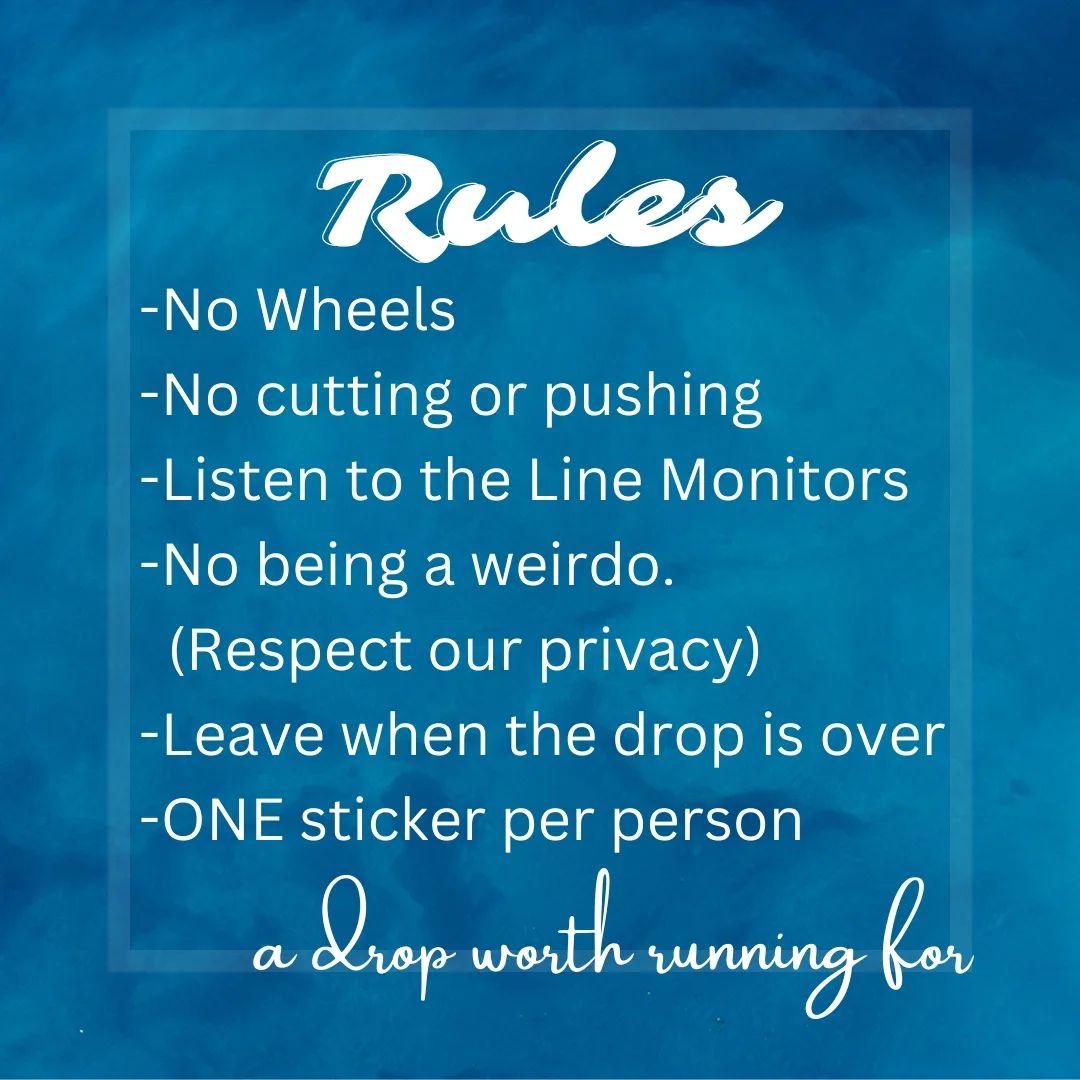 Rules
-No Wheels
-No cutting or pushing
-Listen to the Line Monitors
-No being a weirdo.
(Respect our privacy)
-Leave when the drop is over
-ONE sticker per person
a drop worth running for